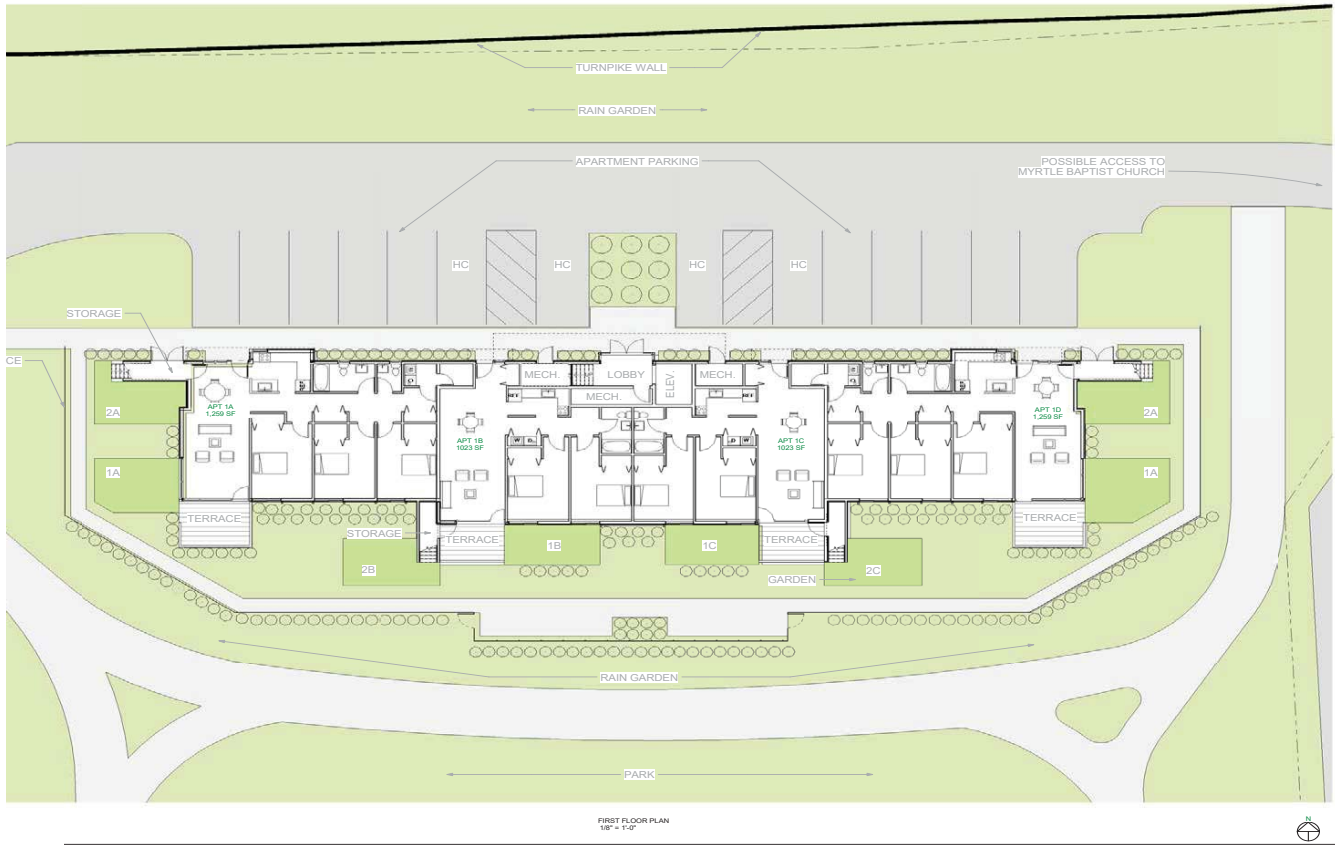 TURNPIKE WALL
RAIN GARDEN
APARTMENT PARKING
POSSIBLE ACCESS TO
MYRTLE BAPTIST CHURCH
HC
HC
HC
HC
STORAGE
CE
MECH.
LOBBY
ELEV.
MECH.
MECH.
2A
APT 1A
1,259 SF
APT 1B
1023 SF
W D
REF.
REF.
D W
APT 1C
1023 SF
APT 1D
1,259 SF
2A
1A
1A
TERRACE
STORAGE
TERRACE
1B
1C
TERRACE
TERRACE
2B
GARDEN
2C
RAIN GARDEN
PARK
FIRST FLOOR PLAN
1/8" = 1'-0"
N